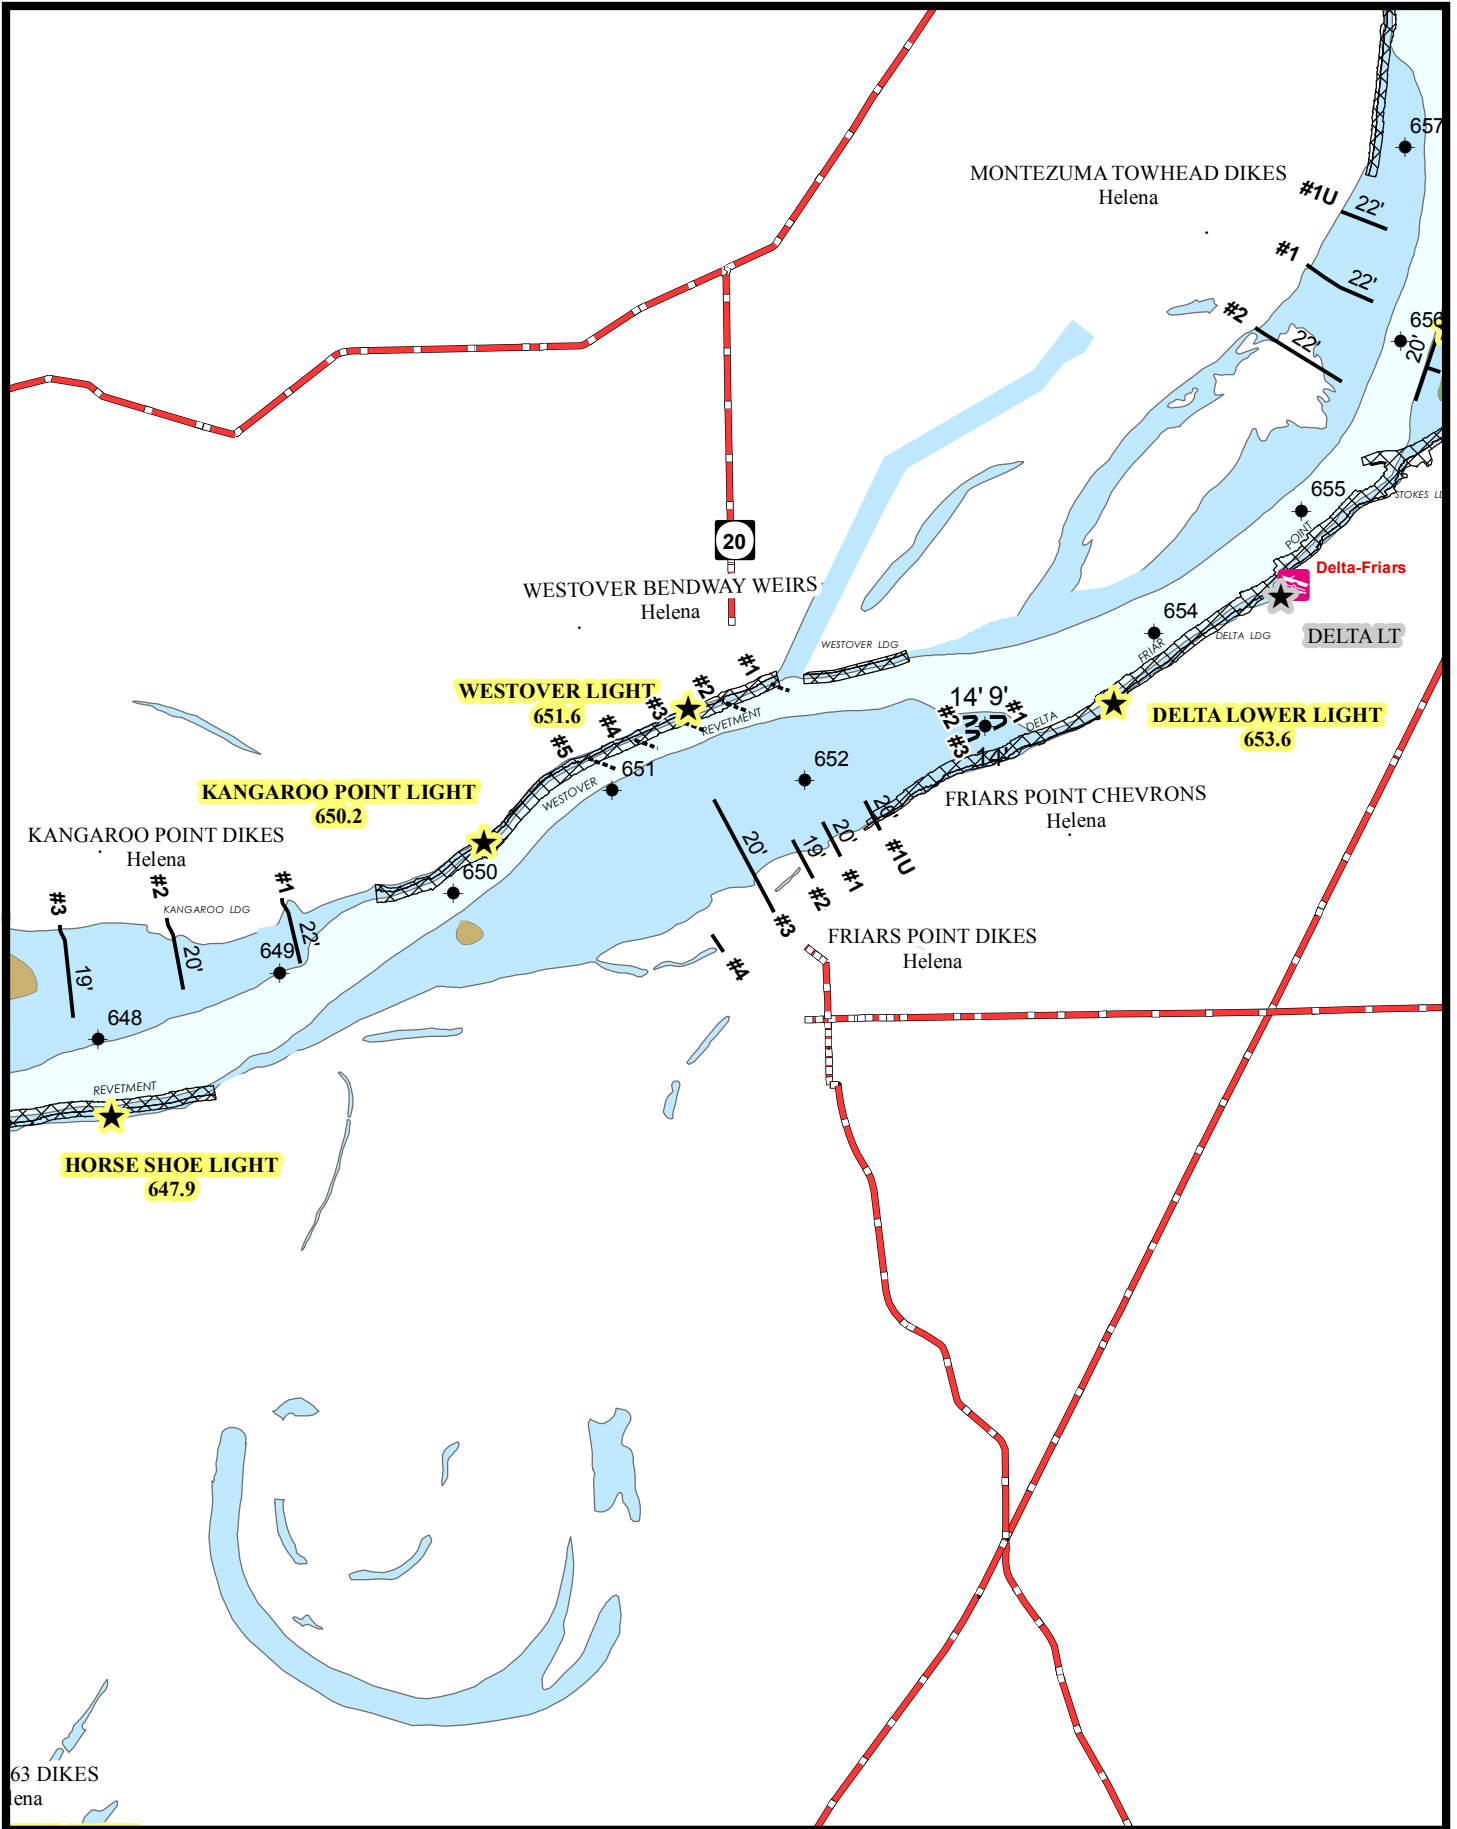 657
MONTEZUMA TOWHEAD DIKES
Helena
#1U
22'
#1
22'
#2
22'
656
20'
655
STOKES
POINT
20
Delta-Friars
WESTOVER BENDWAY WEIRS
Helena
654
DELTA LDG
DELTA LT
FRIAR
WESTOVER LDG
#1
#2
#3
#4
#5
WESTOVER LIGHT
651.6
REVETMENT
14' 9'
#2
#1
#3
14'
DELTA
DELTA LOWER LIGHT
653.6
651
652
WESTOVER
KANGAROO POINT LIGHT
650.2
FRIARS POINT CHEVRONS
Helena
20'
#1U
20'
#1
19'
#2
20'
#3
#4
KANGAROO POINT DIKES
Helena
650
#3
#2
#1
KANGAROO LDG
649
22'
20'
19'
FRIARS POINT DIKES
Helena
648
REVETMENT
HORSE SHOE LIGHT
647.9
63 DIKES
lena